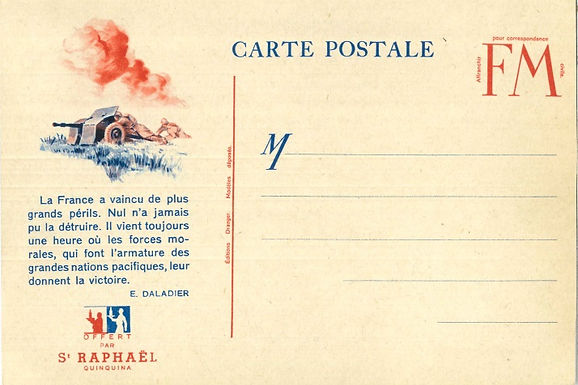 CARTE POSTALE
Affranchir
pour correspondance
civile
FM
M
La France a vaincu de plus
grands périls. Nul n'a jamais
pu la détruire. Il vient toujours
une heure où les forces mo-
rales, qui font l'armature des
grandes nations pacifiques, leur
donnent la victoire.
E. DALADIER
OFFERT
PAR
St RAPHAËL
QUINQUINA
Éditions Draeger. Modèles déposés.